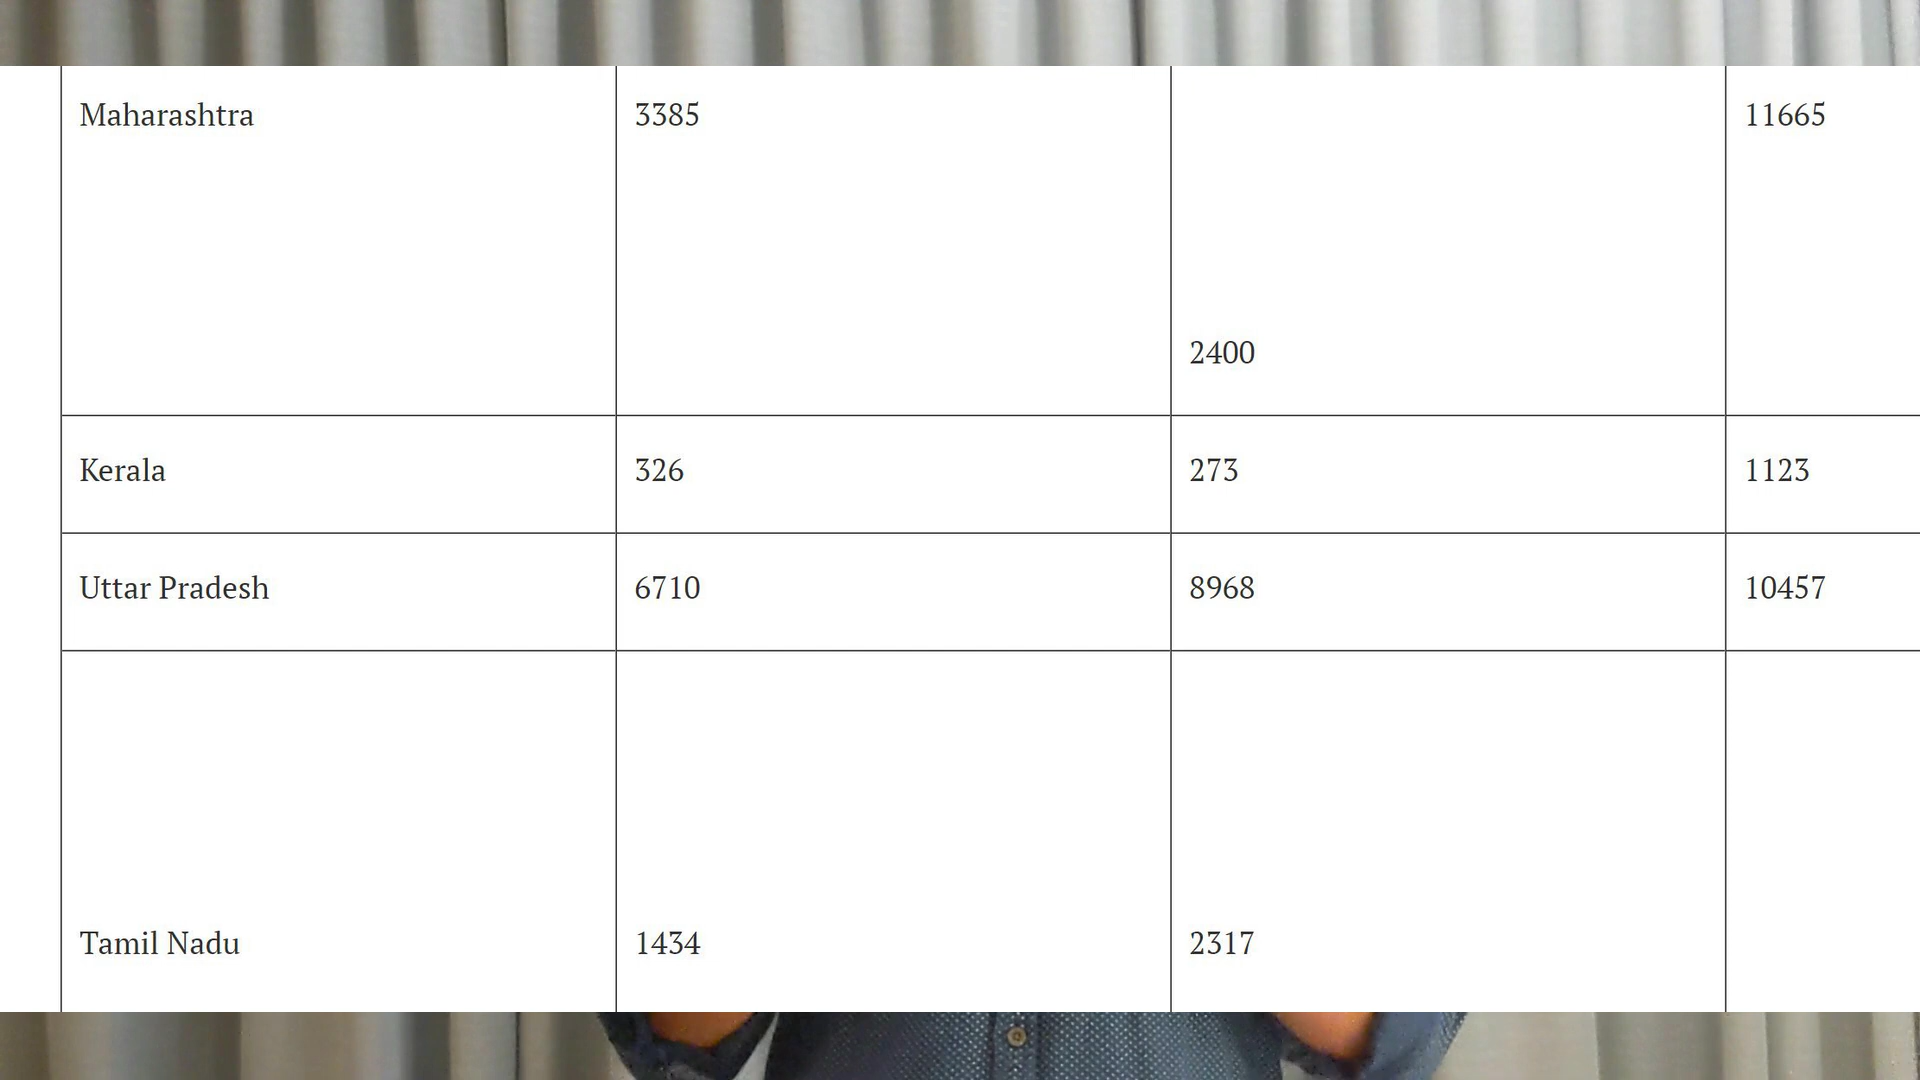 Maharashtra 3385 11665
2400
Kerala 326 273 1123
Uttar Pradesh 6710 8968 10457
Tamil Nadu 1434 2317